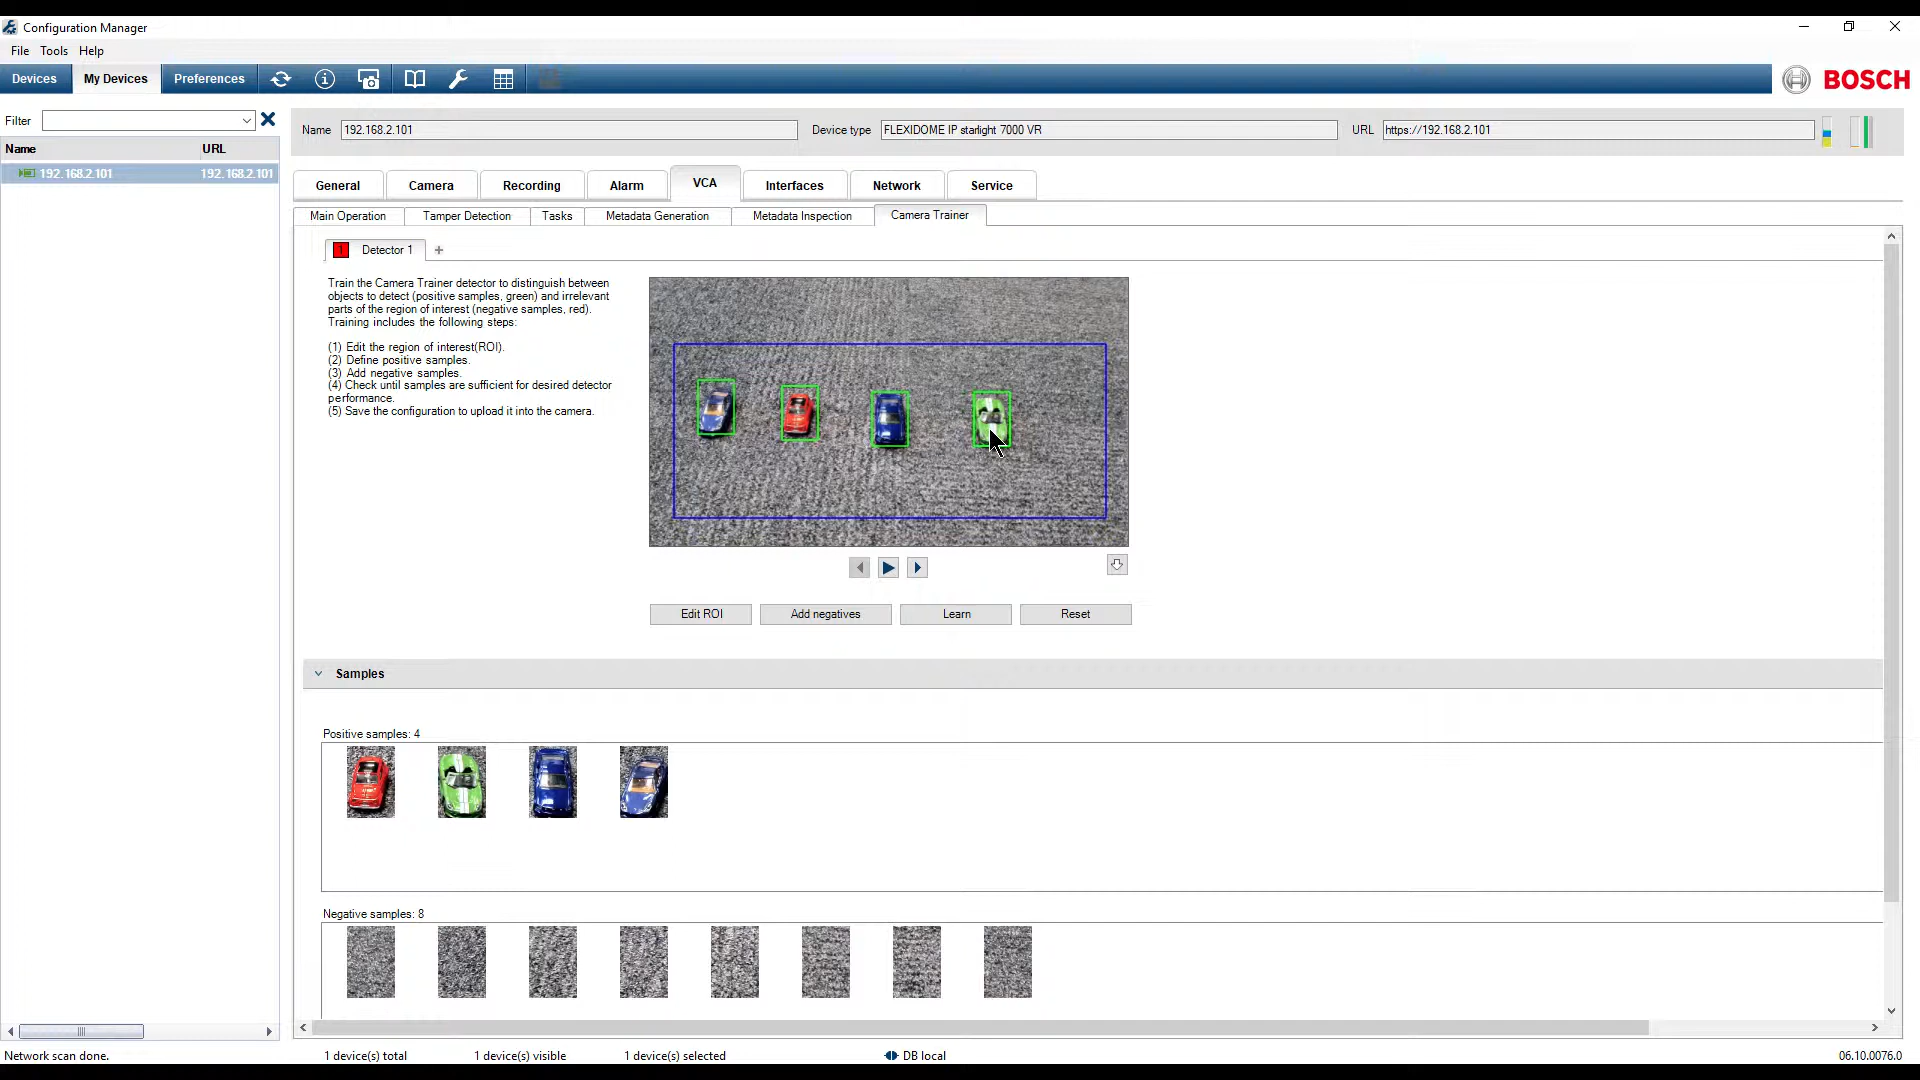 Configuration Manager
File Tools Help
Devices My Devices Preferences
BOSCH
Filter
Name 192.168.2.101 Device type FLEXIDOME IP starlight 7000 VR URL https://192.168.2.101
Name URL
192.168.2.101 192.168.2.101
General Camera Recording Alarm VCA Interfaces Network Service
Main Operation Tamper Detection Tasks Metadata Generation Metadata Inspection Camera Trainer
1 Detector 1 +
Train the Camera Trainer detector to distinguish between
objects to detect (positive samples, green) and irrelevant
parts of the region of interest (negative samples, red).
Training includes the following steps:
(1) Edit the region of interest(ROI).
(2) Define positive samples.
(3) Add negative samples.
(4) Check until samples are sufficient for desired detector
performance.
(5) Save the configuration to upload it into the camera.
Edit ROI Add negatives Learn Reset
Samples
Positive samples: 4
Negative samples: 8
Network scan done. 1 device(s) total 1 device(s) visible 1 device(s) selected DB local 06.10.0076.0